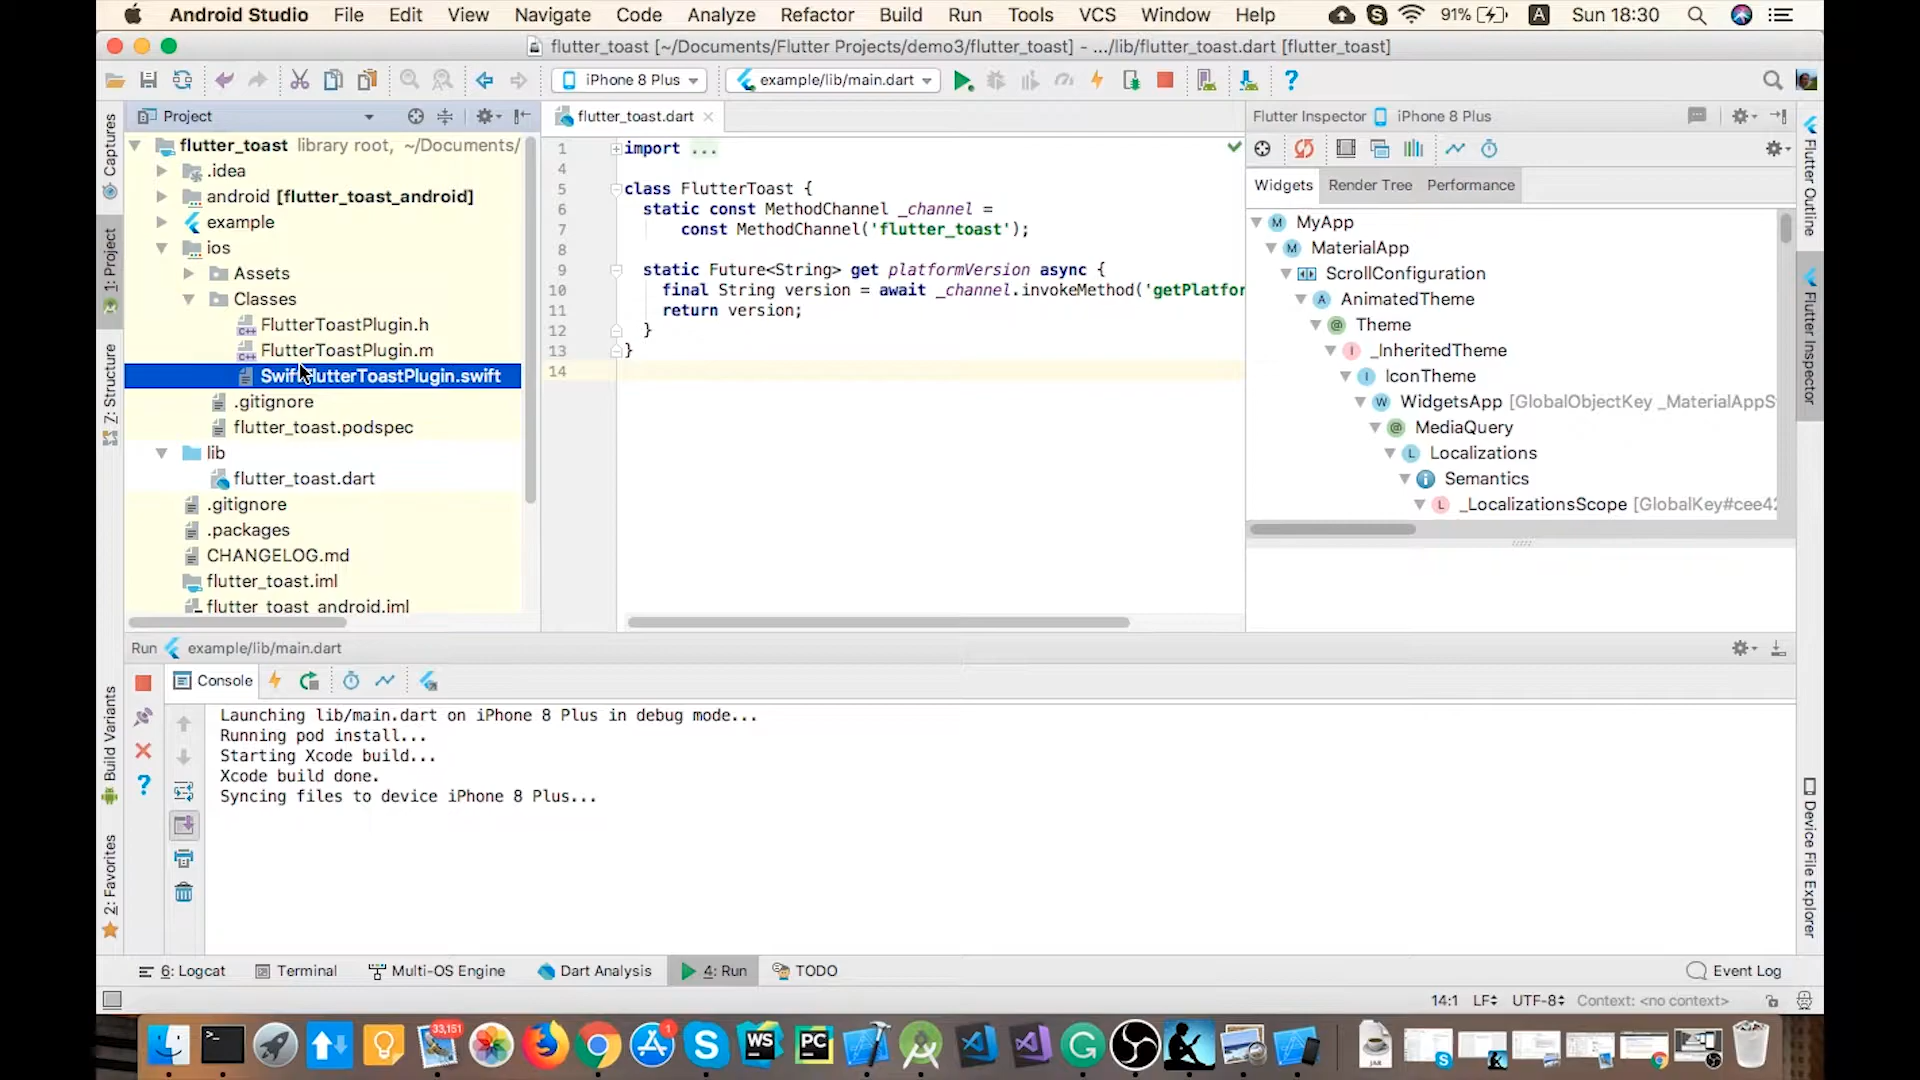 Android Studio File Edit View Navigate Code Analyze Refactor Build Run Tools VCS Window Help 91% A Sun 18:30
flutter_toast [~/Documents/Flutter Projects/demo3/flutter_toast] - .../lib/flutter_toast.dart [flutter_toast]
iPhone 8 Plus example/lib/main.dart ?
Project
flutter_toast.dart
Flutter Inspector iPhone 8 Plus
Widgets Render Tree Performance
Captures
1: Project
Z: Structure
Build Variants
2: Favorites
flutter_toast library root, ~/Documents/
.idea
android [flutter_toast_android]
example
ios
Assets
Classes
FlutterToastPlugin.h
FlutterToastPlugin.m
.gitignore
flutter_toast.podspec
lib
flutter_toast.dart
.gitignore
.packages
CHANGELOG.md
flutter_toast.iml
flutter_toast_android.iml
1 import ...
4
5 class FlutterToast {
6 static const MethodChannel _channel =
7 const MethodChannel('flutter_toast');
8
9 static Future<String> get platformVersion async {
10 final String version = await _channel.invokeMethod('getPlatfor
11 return version;
12 }
13 }
14
MyApp
MaterialApp
ScrollConfiguration
AnimatedTheme
Theme
_InheritedTheme
IconTheme
WidgetsApp [GlobalObjectKey _MaterialAppS
MediaQuery
Localizations
Semantics
_LocalizationsScope [GlobalKey#cee42
Flutter Outline
Flutter Inspector
Device File Explorer
Run example/lib/main.dart
Console
Launching lib/main.dart on iPhone 8 Plus in debug mode...
Running pod install...
Starting Xcode build...
Xcode build done.
Syncing files to device iPhone 8 Plus...
6: Logcat Terminal Multi-OS Engine Dart Analysis 4: Run TODO Event Log
14:1 LF UTF-8 Context: <no context>
33,151 1 WS PC